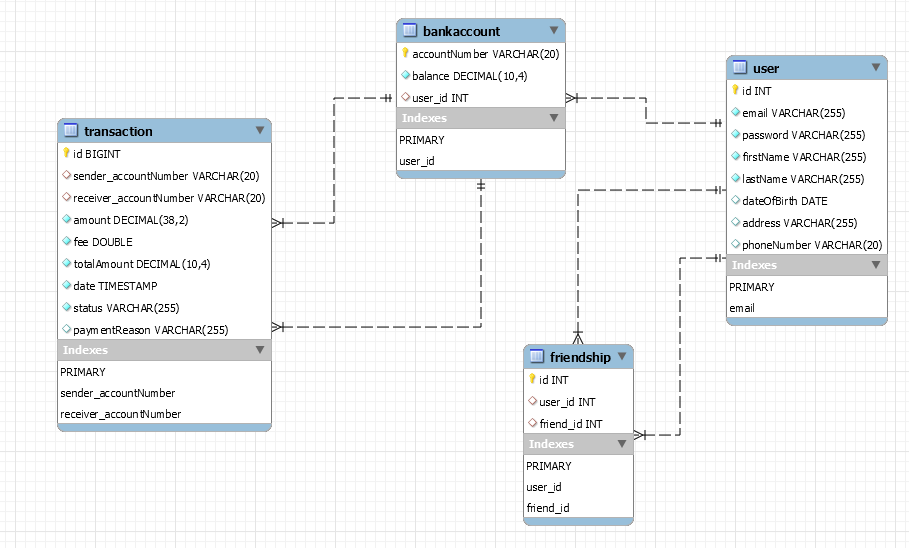 bankaccount
accountNumber VARCHAR(20)
balance DECIMAL(10,4)
user_id INT
Indexes
PRIMARY
user_id
user
id INT
email VARCHAR(255)
password VARCHAR(255)
firstName VARCHAR(255)
lastName VARCHAR(255)
dateOfBirth DATE
address VARCHAR(255)
phoneNumber VARCHAR(20)
Indexes
PRIMARY
email
transaction
id BIGINT
sender_accountNumber VARCHAR(20)
receiver_accountNumber VARCHAR(20)
amount DECIMAL(38,2)
fee DOUBLE
totalAmount DECIMAL(10,4)
date TIMESTAMP
status VARCHAR(255)
paymentReason VARCHAR(255)
Indexes
PRIMARY
sender_accountNumber
receiver_accountNumber
friendship
id INT
user_id INT
friend_id INT
Indexes
PRIMARY
user_id
friend_id